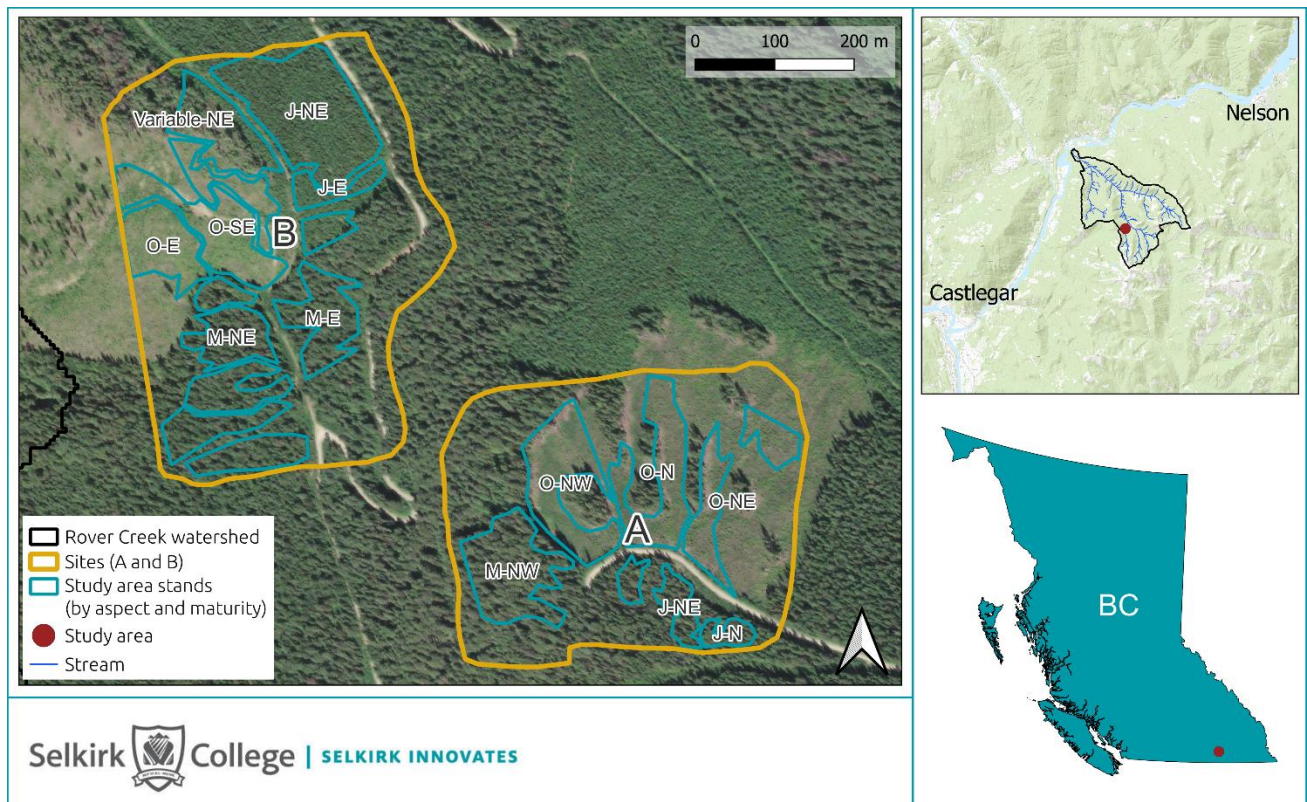 0 100 200 m
Variable-NE
J-NE
J-E
O-SE
B
O-E
M-NE
M-E
O-NW
O-N
O-NE
A
M-NW
J-NE
J-N
Rover Creek watershed
Sites (A and B)
Study area stands
(by aspect and maturity)
Study area
Stream
Nelson
Castlegar
BC
Selkirk College | SELKIRK INNOVATES